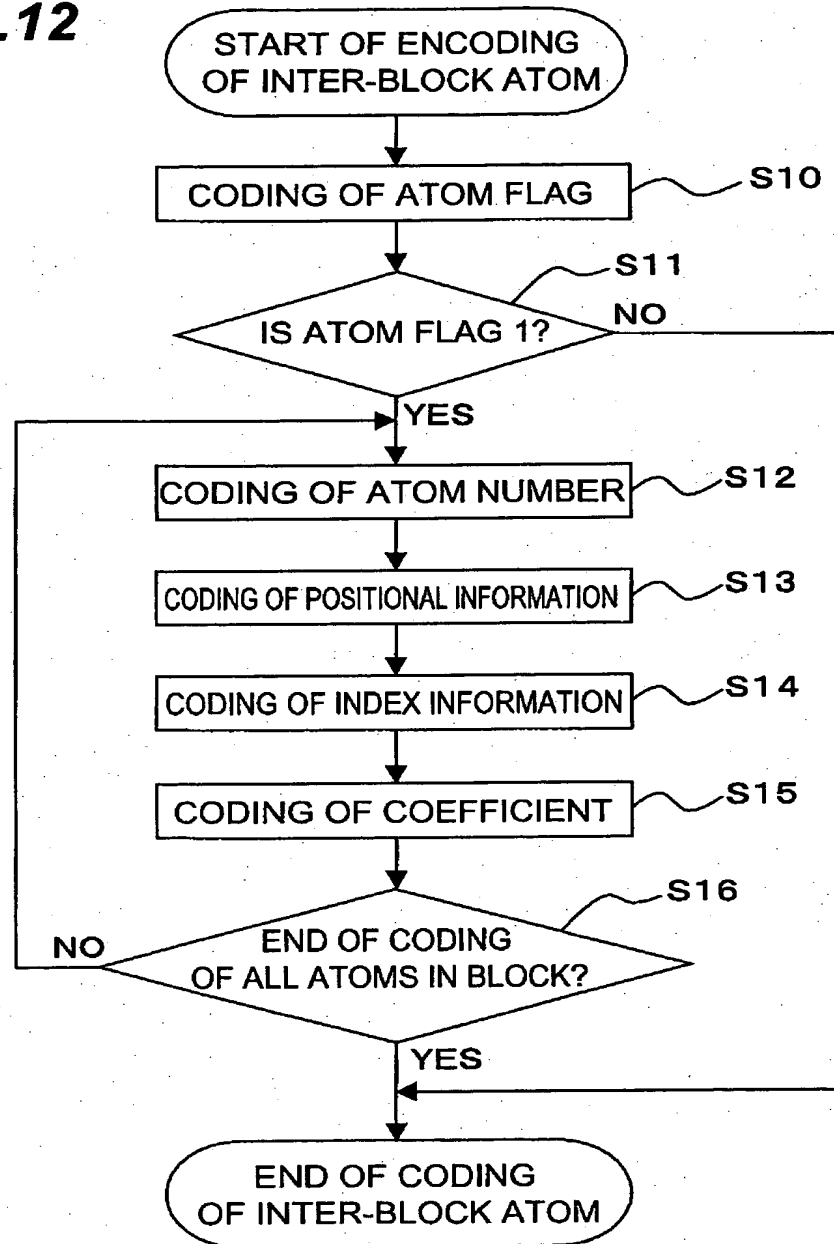 .12
START OF ENCODING
OF INTER-BLOCK ATOM
CODING OF ATOM FLAG
S10
S11
IS ATOM FLAG 1?
NO
YES
CODING OF ATOM NUMBER
S12
CODING OF POSITIONAL INFORMATION
S13
CODING OF INDEX INFORMATION
S14
CODING OF COEFFICIENT
S15
S16
NO
END OF CODING
OF ALL ATOMS IN BLOCK?
YES
END OF CODING
OF INTER-BLOCK ATOM